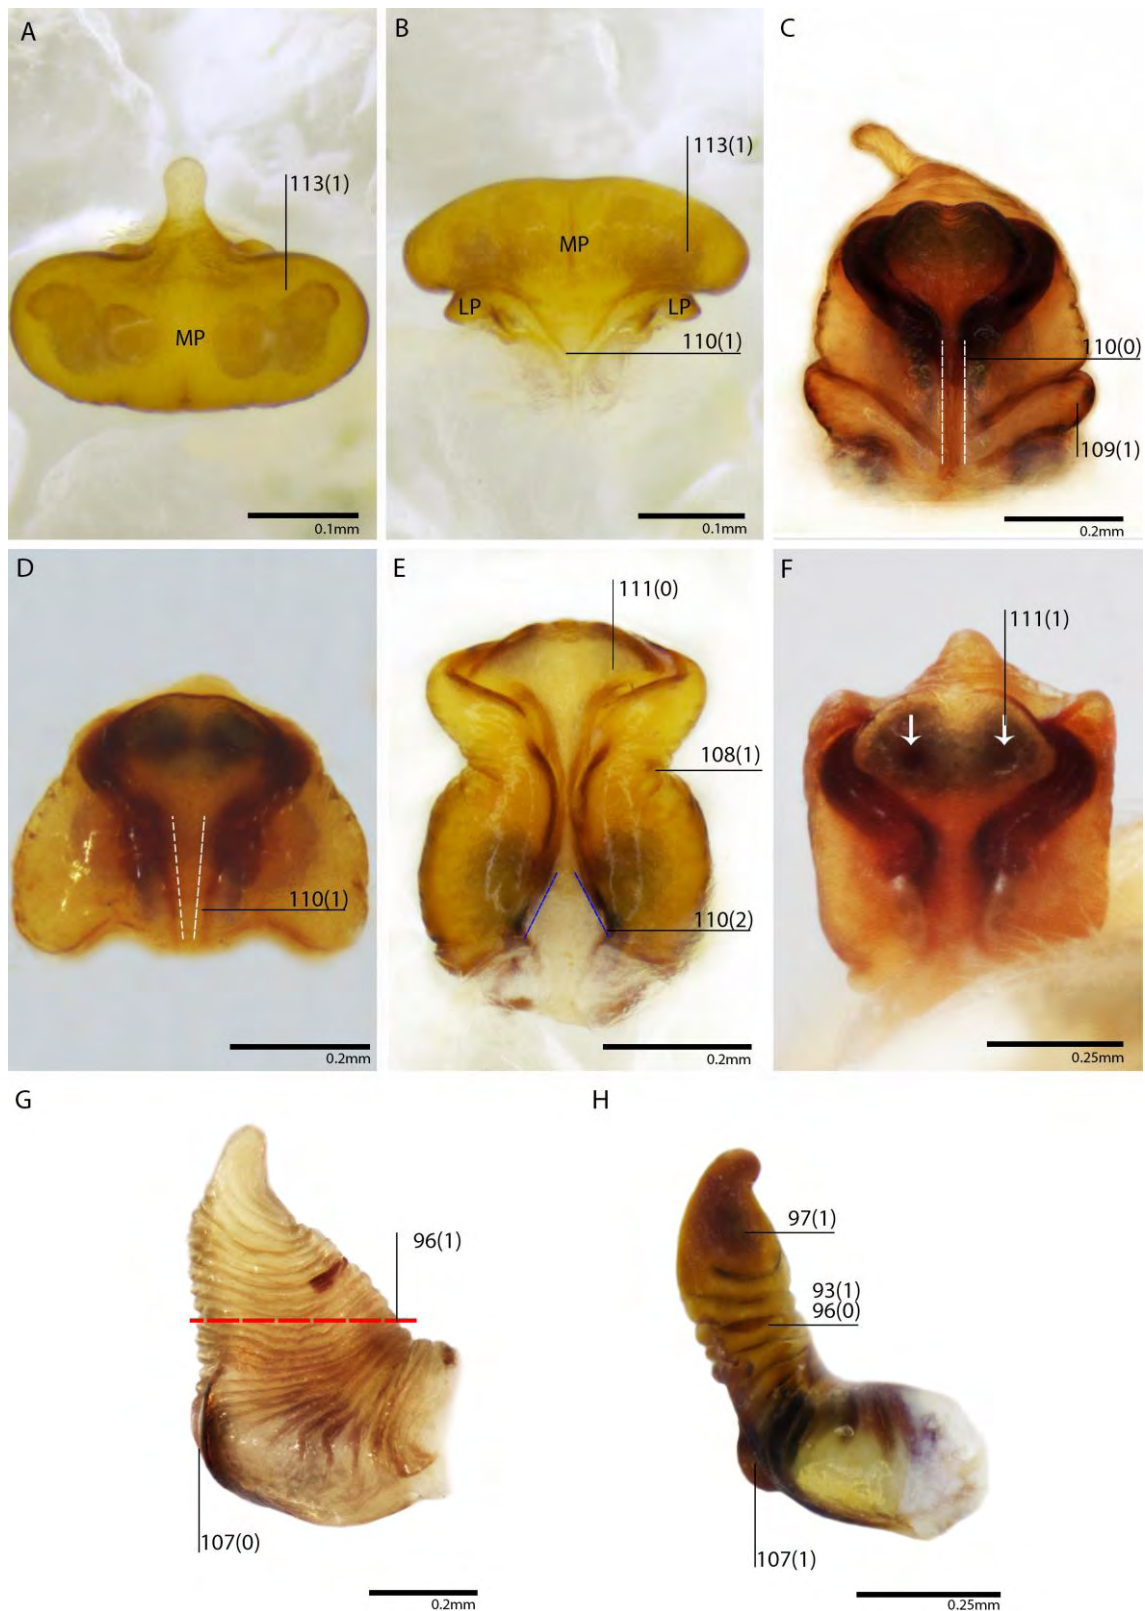 A
113(1)
MP
0.1mm
B
113(1)
MP
LP
LP
110(1)
0.1mm
C
110(0)
109(1)
0.2mm
D
110(1)
0.2mm
E
111(0)
108(1)
110(2)
0.2mm
F
111(1)
0.25mm
G
96(1)
107(0)
0.2mm
H
97(1)
93(1)
96(0)
107(1)
0.25mm